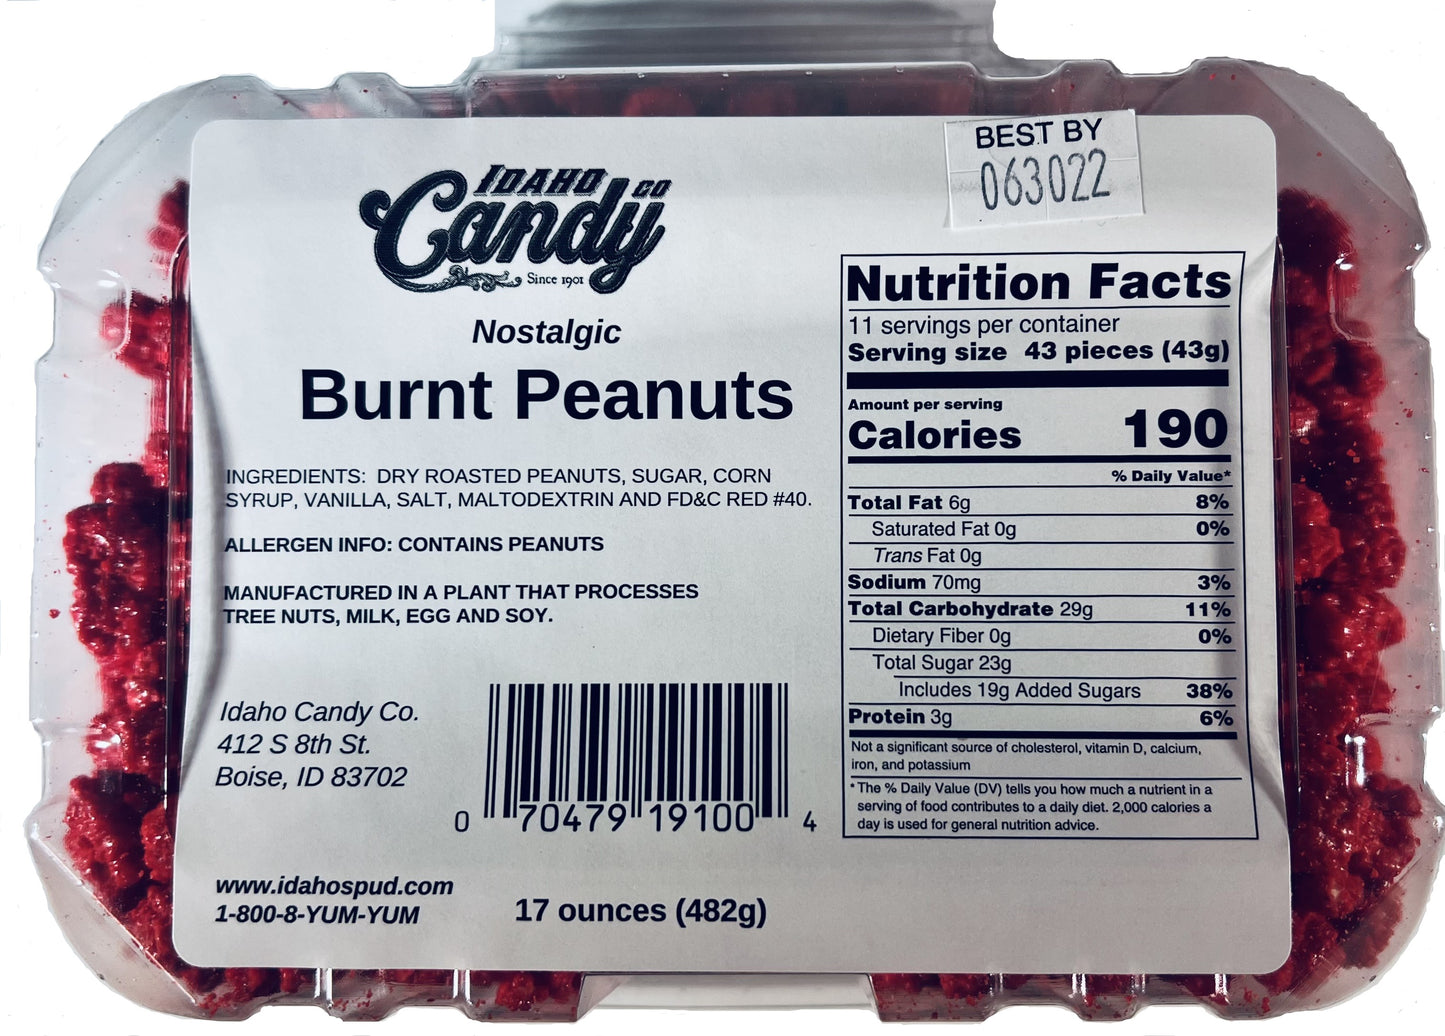 BEST BY
063022
IDAHO
Candy CO
Since 1901
Nostalgic
Burnt Peanuts
INGREDIENTS: DRY ROASTED PEANUTS, SUGAR, CORN
SYRUP, VANILLA, SALT, MALTODEXTRIN AND FD&C RED #40.
ALLERGEN INFO: CONTAINS PEANUTS
MANUFACTURED IN A PLANT THAT PROCESSES
TREE NUTS, MILK, EGG AND SOY.
Idaho Candy Co.
412 S 8th St.
Boise, ID 83702
0 70479 19100 4
www.idahospud.com
1-800-8-YUM-YUM
17 ounces (482g)
Nutrition Facts
11 servings per container
Serving size 43 pieces (43g)
Amount per serving
Calories 190
% Daily Value*
Total Fat 6g 8%
Saturated Fat 0g 0%
Trans Fat 0g
Sodium 70mg 3%
Total Carbohydrate 29g 11%
Dietary Fiber 0g 0%
Total Sugar 23g
Includes 19g Added Sugars 38%
Protein 3g 6%
Not a significant source of cholesterol, vitamin D, calcium,
iron, and potassium
* The % Daily Value (DV) tells you how much a nutrient in a
serving of food contributes to a daily diet. 2,000 calories a
day is used for general nutrition advice.